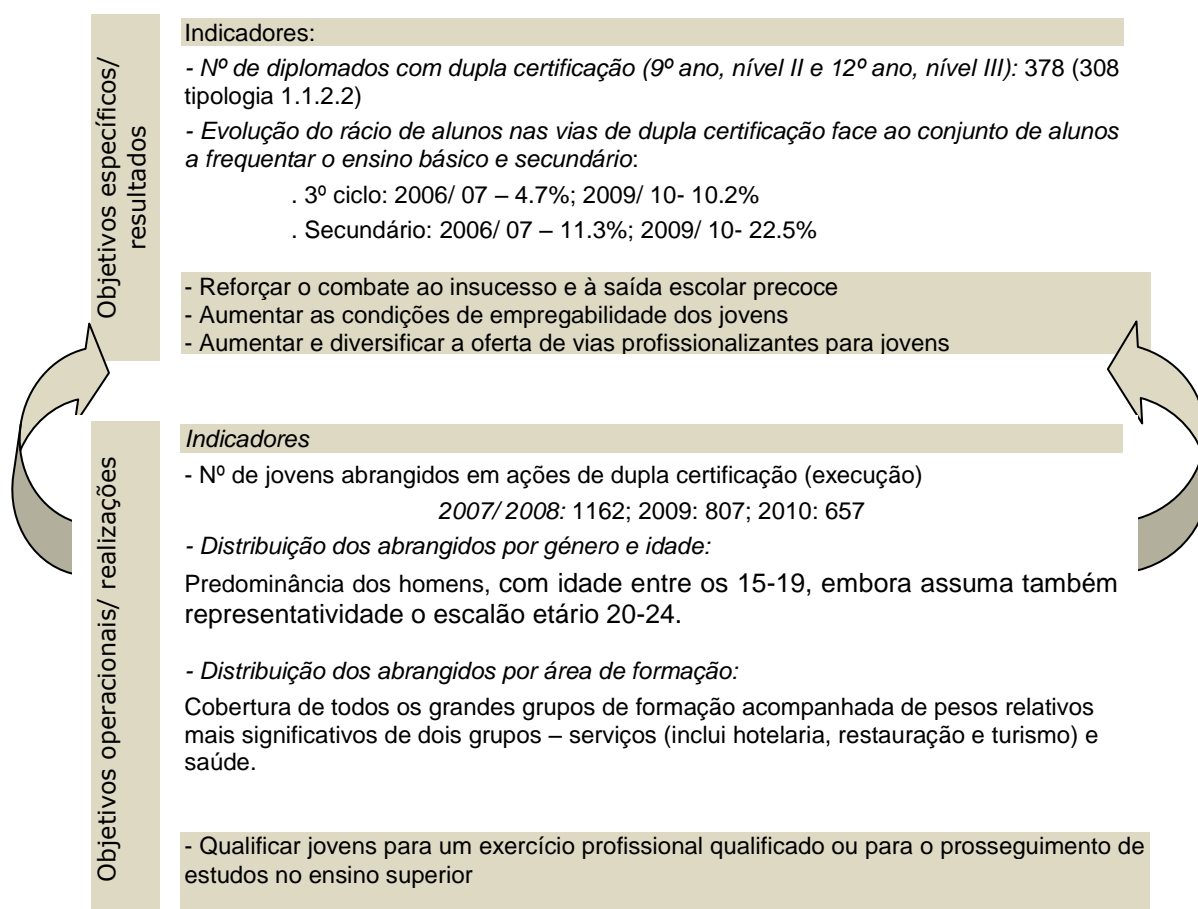 Objetivos específicos/
resultados
Indicadores:
- Nº de diplomados com dupla certificação (9º ano, nível II e 12º ano, nível III): 378 (308
tipologia 1.1.2.2)
- Evolução do rácio de alunos nas vias de dupla certificação face ao conjunto de alunos
a frequentar o ensino básico e secundário:
. 3º ciclo: 2006/ 07 – 4.7%; 2009/ 10- 10.2%
. Secundário: 2006/ 07 – 11.3%; 2009/ 10- 22.5%
- Reforçar o combate ao insucesso e à saída escolar precoce
- Aumentar as condições de empregabilidade dos jovens
- Aumentar e diversificar a oferta de vias profissionalizantes para jovens
Objetivos operacionais/ realizações
Indicadores
- Nº de jovens abrangidos em ações de dupla certificação (execução)
2007/ 2008: 1162; 2009: 807; 2010: 657
- Distribuição dos abrangidos por género e idade:
Predominância dos homens, com idade entre os 15-19, embora assuma também
representatividade o escalão etário 20-24.
- Distribuição dos abrangidos por área de formação:
Cobertura de todos os grandes grupos de formação acompanhada de pesos relativos
mais significativos de dois grupos – serviços (inclui hotelaria, restauração e turismo) e
saúde.
- Qualificar jovens para um exercício profissional qualificado ou para o prosseguimento de
estudos no ensino superior